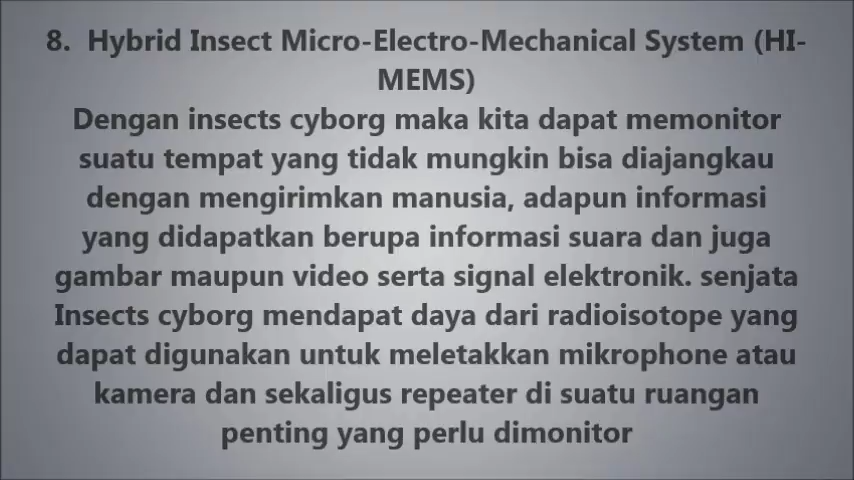 8.  Hybrid Insect Micro-Electro-Mechanical System (HI-
MEMS)
Dengan insects cyborg maka kita dapat memonitor
suatu tempat yang tidak mungkin bisa diajangkau
dengan mengirimkan manusia, adapun informasi
yang didapatkan berupa informasi suara dan juga
gambar maupun video serta signal elektronik. senjata
Insects cyborg mendapat daya dari radioisotope yang
dapat digunakan untuk meletakkan mikrophone atau
kamera dan sekaligus repeater di suatu ruangan
penting yang perlu dimonitor